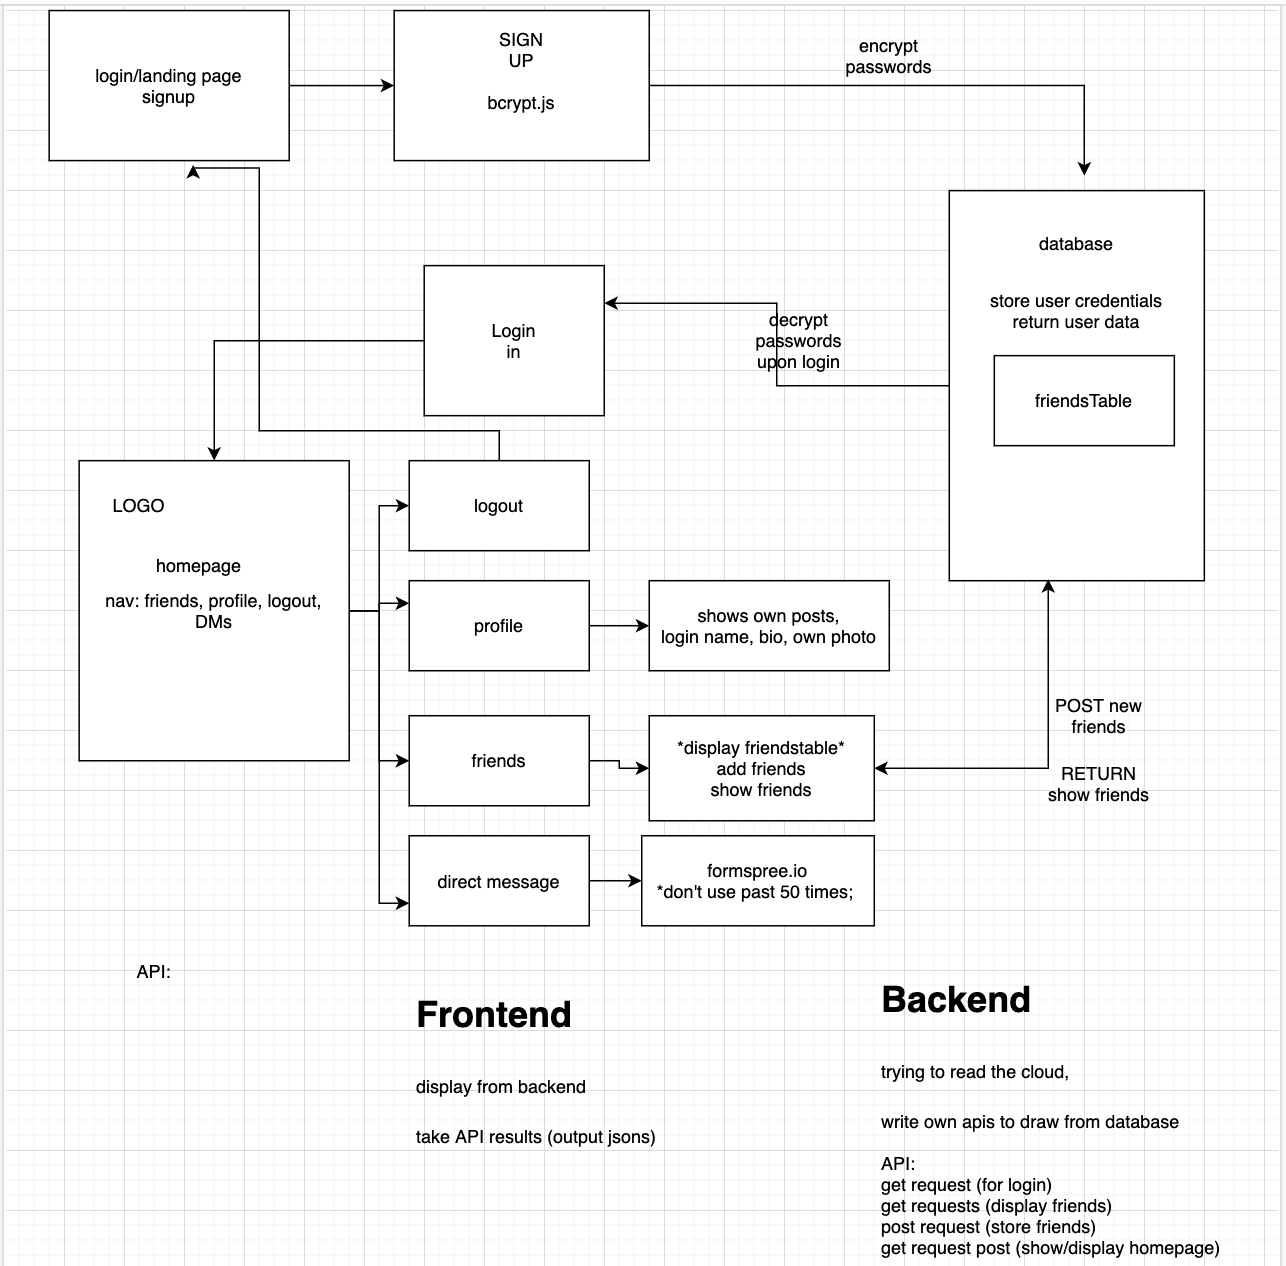 login/landing page
signup
SIGN
UP
bcrypt.js
encrypt
passwords
database
store user credentials
return user data
friendsTable
Login
in
decrypt
passwords
upon login
LOGO
homepage
nav: friends, profile, logout,
DMs
logout
profile
shows own posts,
login name, bio, own photo
friends
*display friendstable*
add friends
show friends
POST new
friends
RETURN
show friends
direct message
formspree.io
*don't use past 50 times;
API:
Frontend
display from backend
take API results (output jsons)
Backend
trying to read the cloud,
write own apis to draw from database
API:
get request (for login)
get requests (display friends)
post request (store friends)
get request post (show/display homepage)